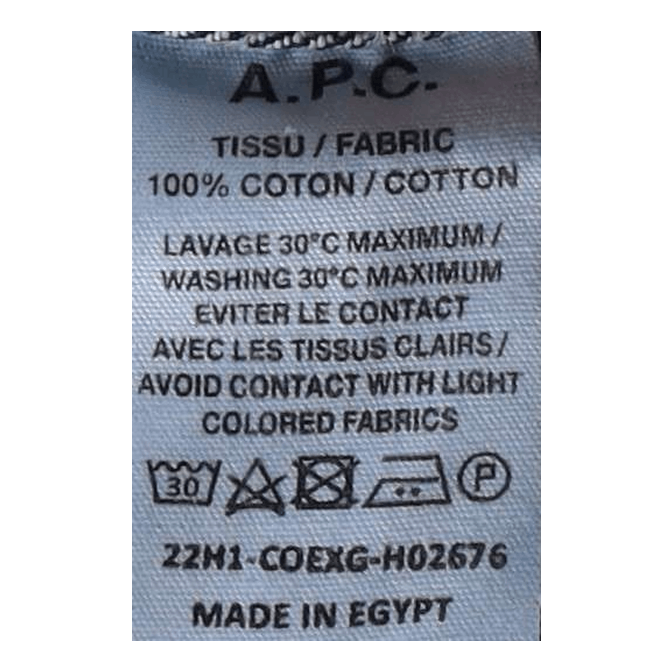 A.P.C.
TISSU / FABRIC
100% COTON / COTTON
LAVAGE 30°C MAXIMUM /
WASHING 30°C MAXIMUM
EVITER LE CONTACT
AVEC LES TISSUS CLAIRS /
AVOID CONTACT WITH LIGHT
COLORED FABRICS
30 P
22H1-COEXG-H02676
MADE IN EGYPT